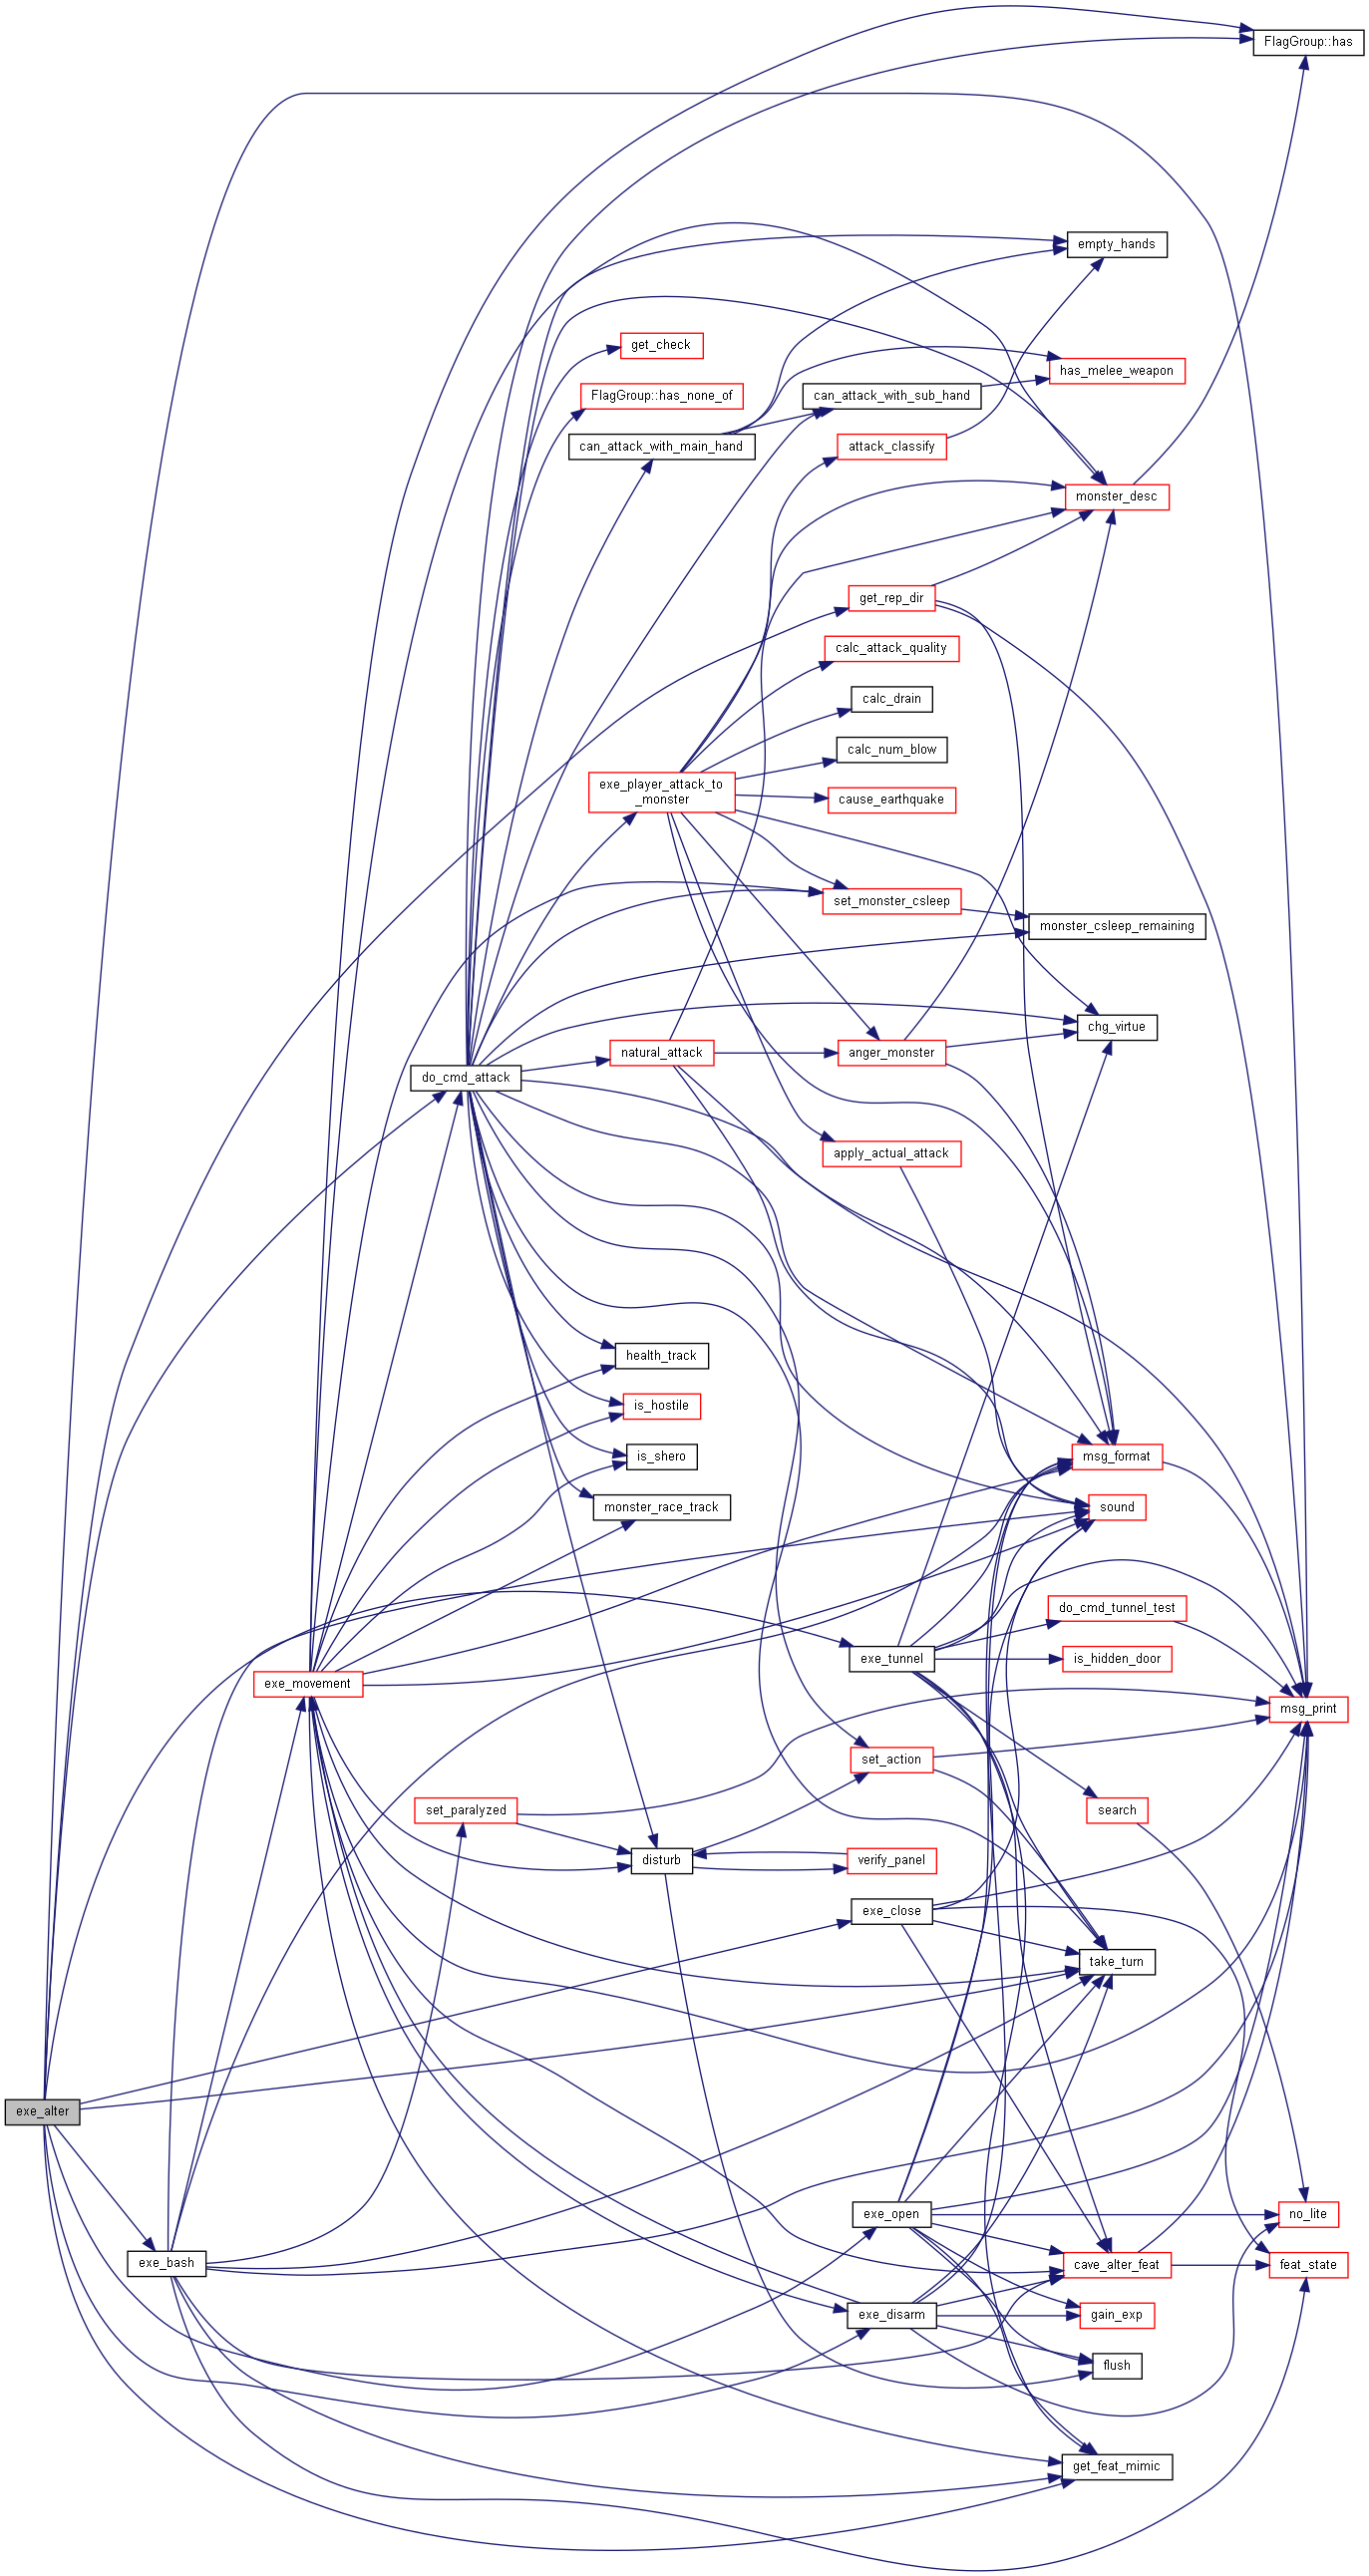 FlagGroup::has
empty_hands
get_check
has_melee_weapon
FlagGroup::has_none_of
can_attack_with_sub_hand
can_attack_with_main_hand
attack_classify
monster_desc
get_rep_dir
calc_attack_quality
calc_drain
calc_num_blow
exe_player_attack_to
_monster
cause_earthquake
set_monster_csleep
monster_csleep_remaining
chg_virtue
natural_attack
anger_monster
do_cmd_attack
apply_actual_attack
health_track
is_hostile
is_shero
msg_format
monster_race_track
sound
do_cmd_tunnel_test
exe_tunnel
is_hidden_door
exe_movement
msg_print
set_action
set_paralyzed
search
disturb
verify_panel
exe_close
take_turn
exe_alter
exe_open
no_lite
exe_bash
cave_alter_feat
feat_state
exe_disarm
gain_exp
flush
get_feat_mimic